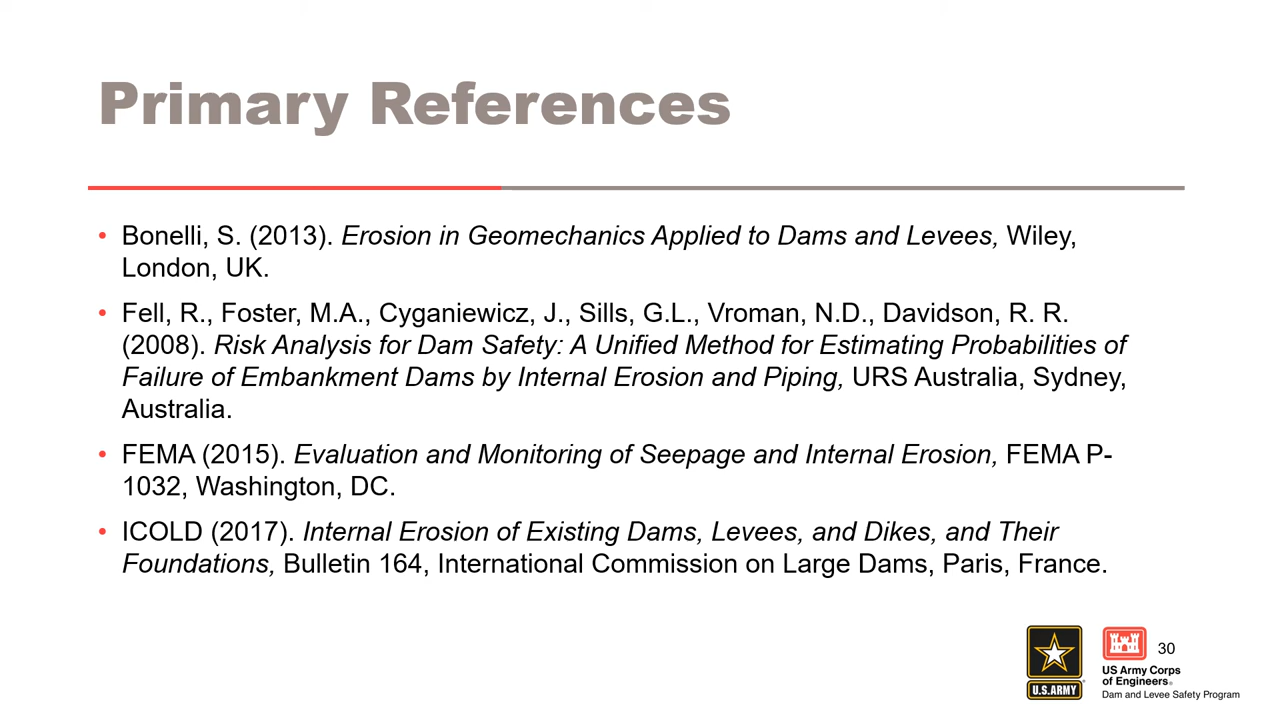 Primary References
• Bonelli, S. (2013). Erosion in Geomechanics Applied to Dams and Levees, Wiley,
London, UK.
• Fell, R., Foster, M.A., Cyganiewicz, J., Sills, G.L., Vroman, N.D., Davidson, R. R.
(2008). Risk Analysis for Dam Safety: A Unified Method for Estimating Probabilities of
Failure of Embankment Dams by Internal Erosion and Piping, URS Australia, Sydney,
Australia.
• FEMA (2015). Evaluation and Monitoring of Seepage and Internal Erosion, FEMA P-
1032, Washington, DC.
• ICOLD (2017). Internal Erosion of Existing Dams, Levees, and Dikes, and Their
Foundations, Bulletin 164, International Commission on Large Dams, Paris, France.
U.S.ARMY
30
US Army Corps
of Engineers®
Dam and Levee Safety Program